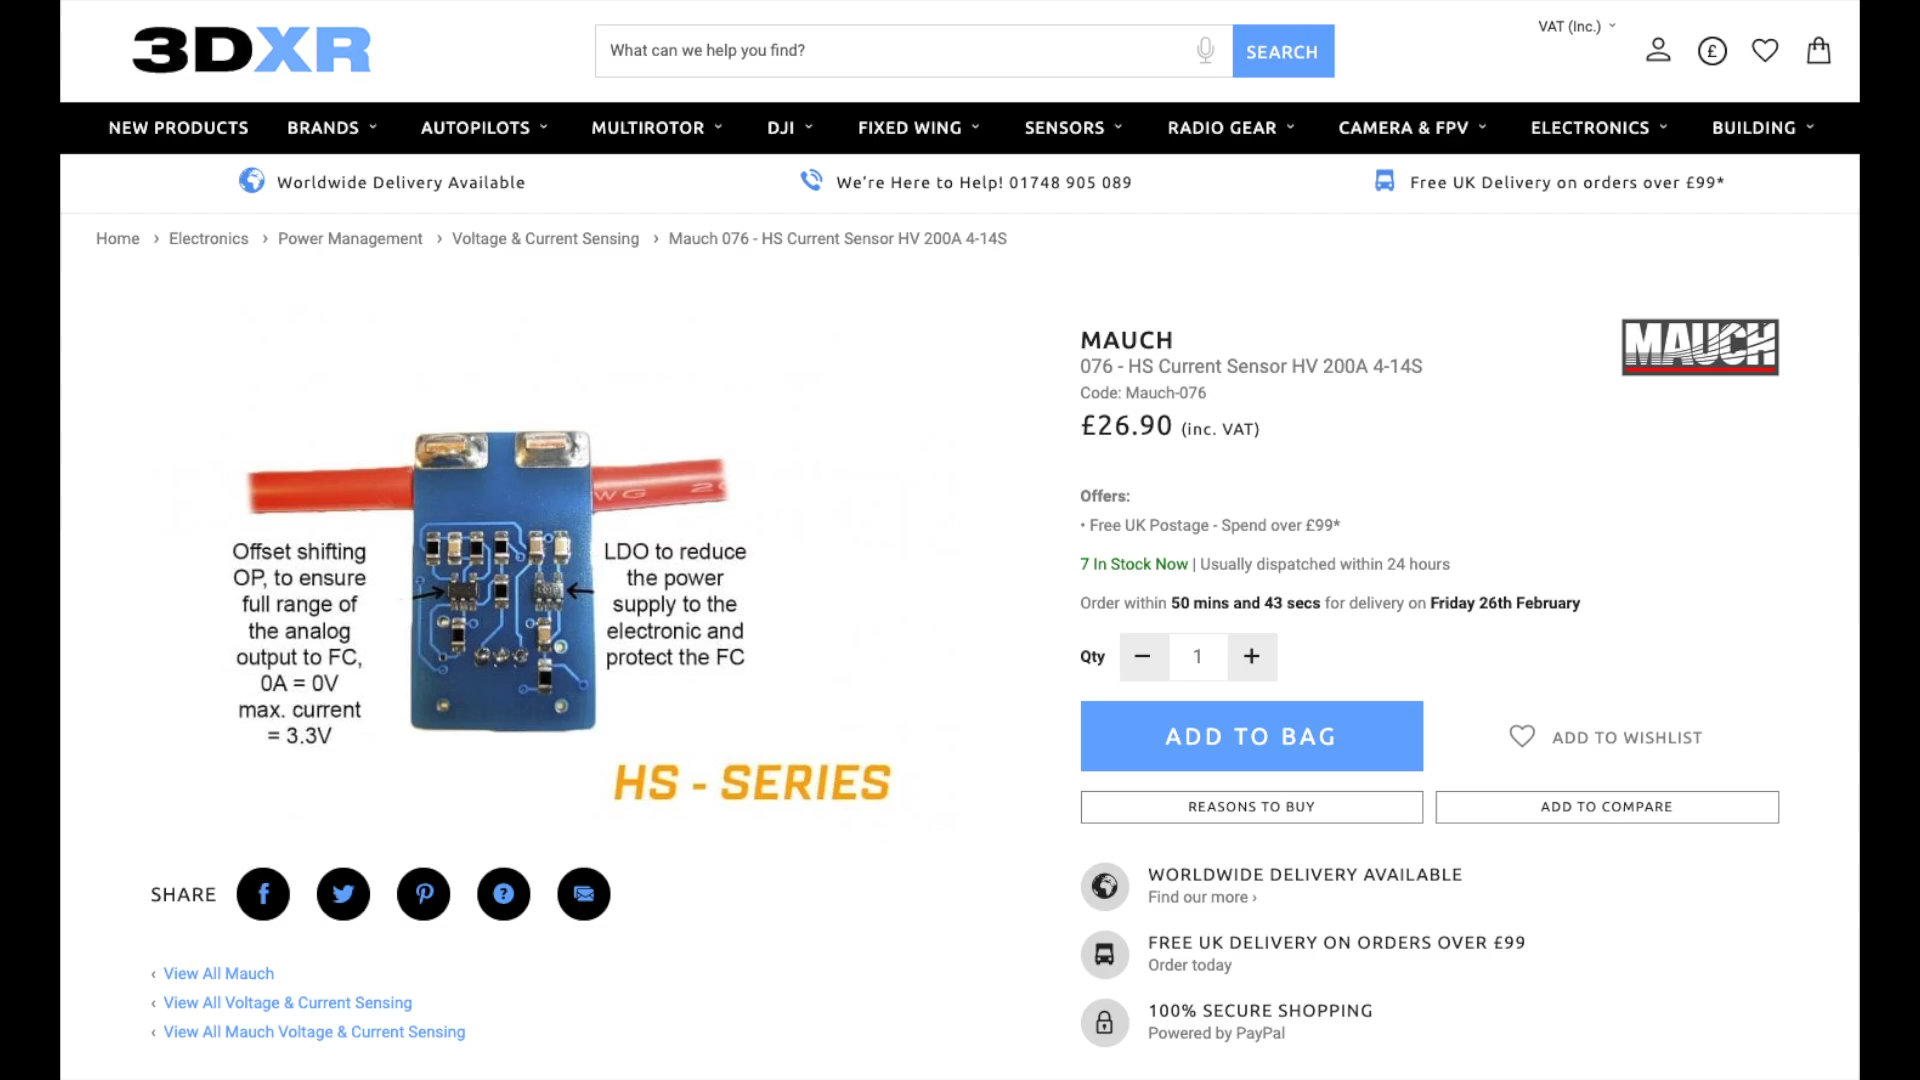 3DXR
What can we help you find?
SEARCH
VAT (Inc.)
£
NEW PRODUCTS
BRANDS
AUTOPILOTS
MULTIROTOR
DJI
FIXED WING
SENSORS
RADIO GEAR
CAMERA & FPV
ELECTRONICS
BUILDING
Worldwide Delivery Available
We're Here to Help! 01748 905 089
Free UK Delivery on orders over £99*
Home › Electronics › Power Management › Voltage & Current Sensing › Mauch 076 - HS Current Sensor HV 200A 4-14S
MAUCH
MAUCH
076 - HS Current Sensor HV 200A 4-14S
Code: Mauch-076
£26.90 (inc. VAT)
Offset shifting
OP, to ensure
full range of
the analog
output to FC,
0A = 0V
max. current
= 3.3V
LDO to reduce
the power
supply to the
electronic and
protect the FC
HS - SERIES
Offers:
• Free UK Postage - Spend over £99*
7 In Stock Now | Usually dispatched within 24 hours
Order within 50 mins and 43 secs for delivery on Friday 26th February
Qty − 1 +
ADD TO BAG
ADD TO WISHLIST
REASONS TO BUY
ADD TO COMPARE
SHARE
WORLDWIDE DELIVERY AVAILABLE
Find our more ›
FREE UK DELIVERY ON ORDERS OVER £99
Order today
100% SECURE SHOPPING
Powered by PayPal
‹ View All Mauch
‹ View All Voltage & Current Sensing
‹ View All Mauch Voltage & Current Sensing